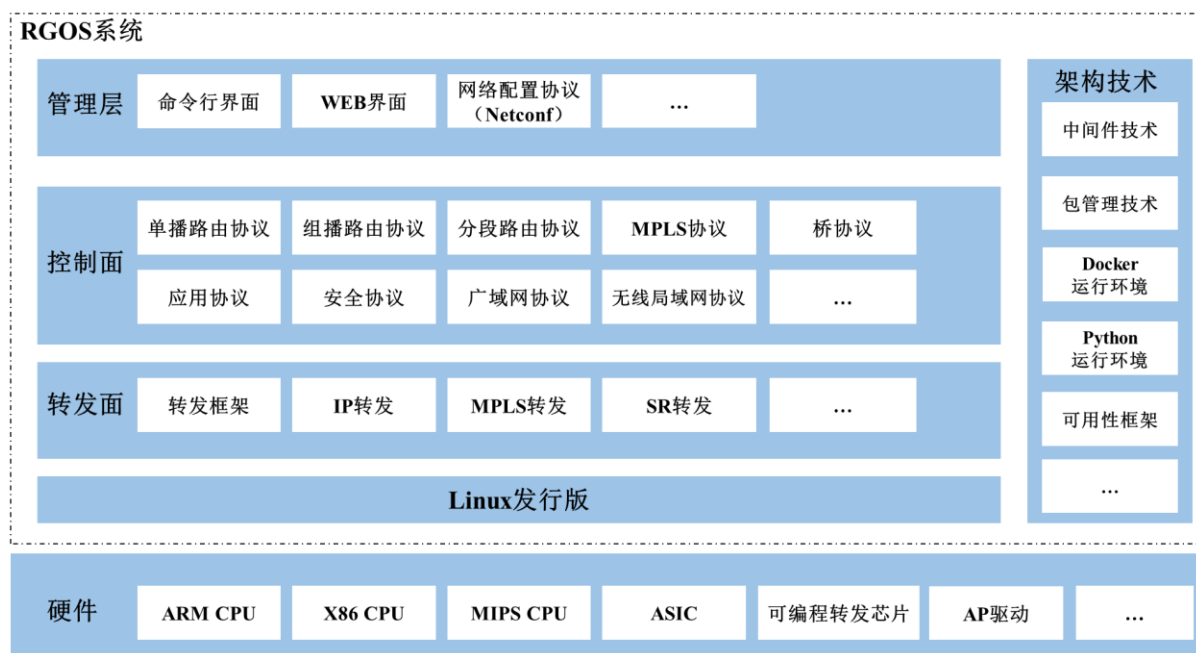 RGOS系统
管理层
命令行界面
WEB界面
网络配置协议
（Netconf）
...
控制面
单播路由协议
组播路由协议
分段路由协议
MPLS协议
桥协议
应用协议
安全协议
广域网协议
无线局域网协议
...
转发面
转发框架
IP转发
MPLS转发
SR转发
...
Linux发行版
架构技术
中间件技术
包管理技术
Docker
运行环境
Python
运行环境
可用性框架
...
硬件
ARM CPU
X86 CPU
MIPS CPU
ASIC
可编程转发芯片
AP驱动
...